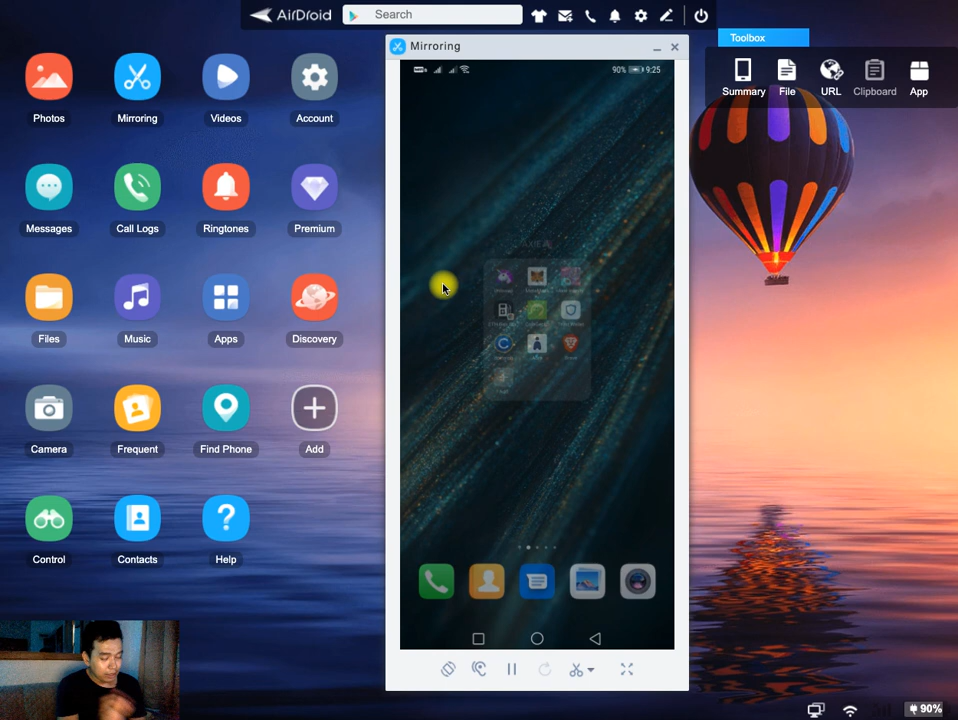 AirDroid
Search
Mirroring
Toolbox
90% 9:25
Summary
File
URL
Clipboard
App
Photos
Mirroring
Videos
Account
Messages
Call Logs
Ringtones
Premium
Files
Music
Apps
Discovery
Camera
Frequent
Find Phone
Add
Control
Contacts
Help
90%